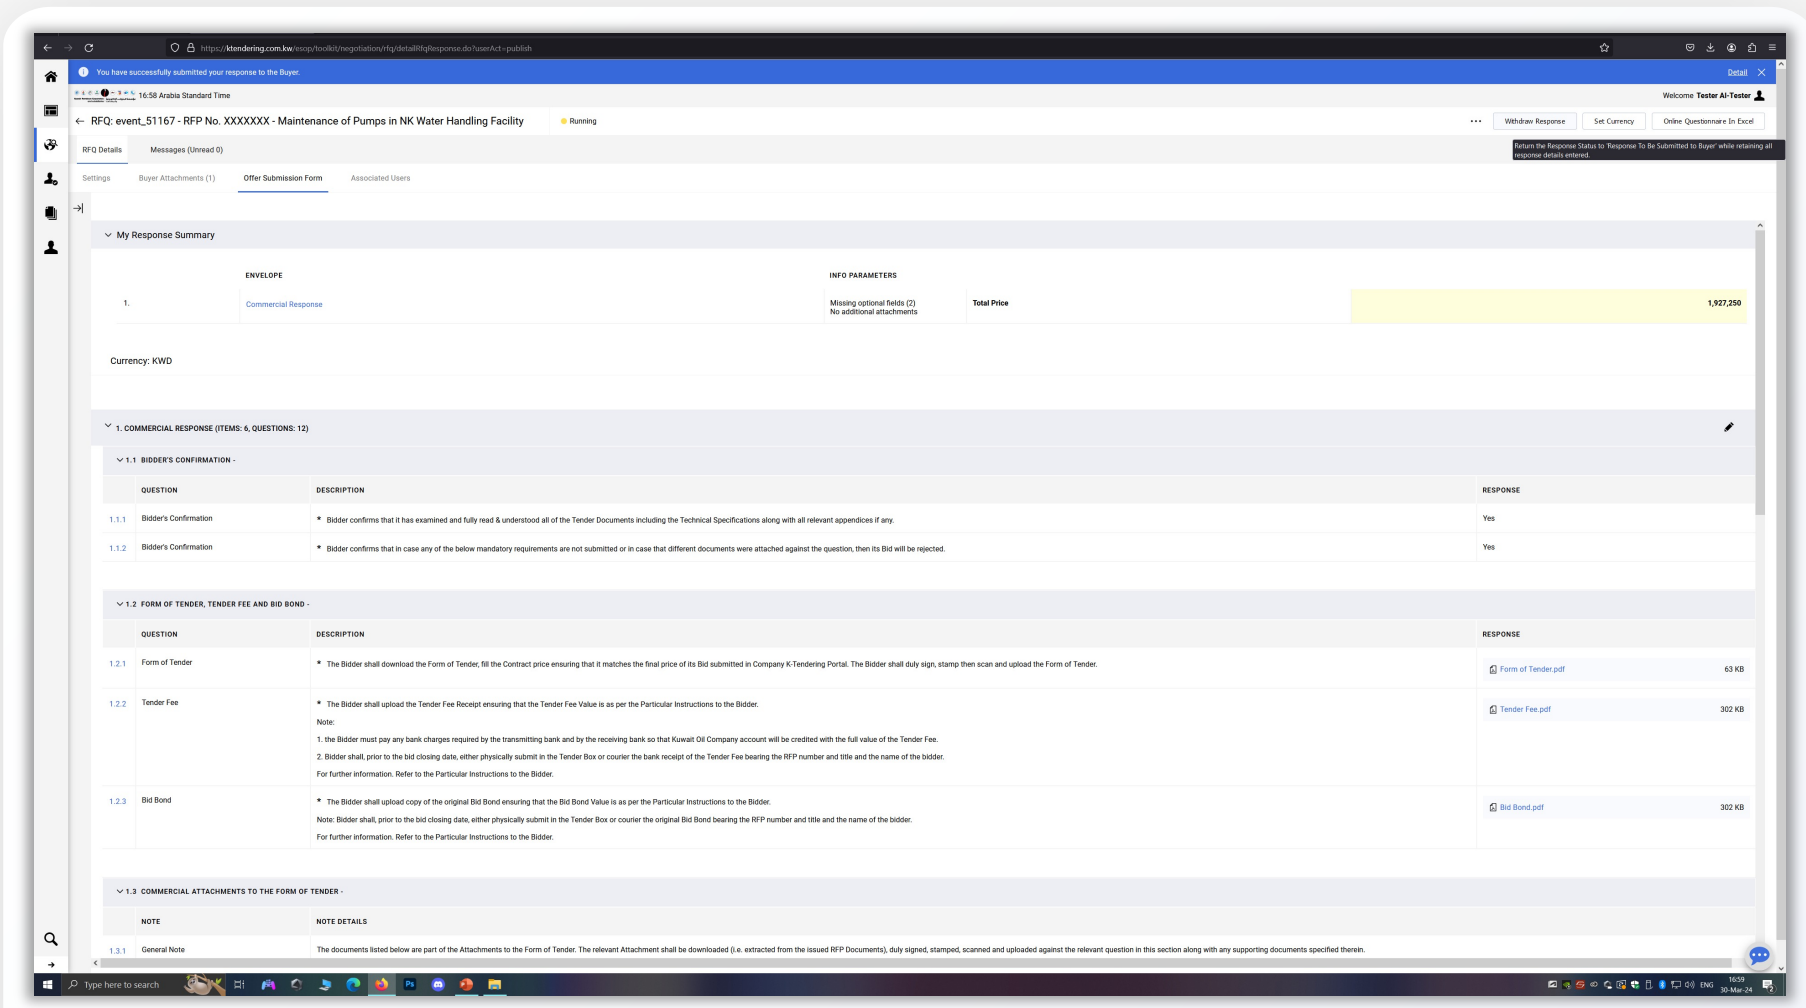 https://ktendering.com.kw/esop/toolkit/negotiation/rfq/detailRfqResponse.do?userAct=publish
You have successfully submitted your response to the Buyer.
Detail
16:58 Arabia Standard Time
Welcome Tester Al-Tester
RFQ: event_51167 - RFP No. XXXXXXX - Maintenance of Pumps in NK Water Handling Facility
Running
Withdraw Response
Set Currency
Online Questionnaire In Excel
RFQ Details
Messages (Unread 0)
Return the Response Status to 'Response To Be Submitted to Buyer' while retaining all
response details entered.
Settings
Buyer Attachments (1)
Offer Submission Form
Associated Users
My Response Summary
ENVELOPE
INFO PARAMETERS
1.
Commercial Response
Missing optional fields (2)
No additional attachments
Total Price
1,927,250
Currency: KWD
1. COMMERCIAL RESPONSE (ITEMS: 6, QUESTIONS: 12)
1.1 BIDDER'S CONFIRMATION -
QUESTION
DESCRIPTION
RESPONSE
1.1.1 Bidder's Confirmation
* Bidder confirms that it has examined and fully read & understood all of the Tender Documents including the Technical Specifications along with all relevant appendices if any.
Yes
1.1.2 Bidder's Confirmation
* Bidder confirms that in case any of the below mandatory requirements are not submitted or in case that different documents were attached against the question, then its Bid will be rejected.
Yes
1.2 FORM OF TENDER, TENDER FEE AND BID BOND -
QUESTION
DESCRIPTION
RESPONSE
1.2.1 Form of Tender
* The Bidder shall download the Form of Tender, fill the Contract price ensuring that it matches the final price of its Bid submitted in Company K-Tendering Portal. The Bidder shall duly sign, stamp then scan and upload the Form of Tender.
Form of Tender.pdf
63 KB
1.2.2 Tender Fee
* The Bidder shall upload the Tender Fee Receipt ensuring that the Tender Fee Value is as per the Particular Instructions to the Bidder.
Tender Fee.pdf
302 KB
Note:
1. the Bidder must pay any bank charges required by the transmitting bank and by the receiving bank so that Kuwait Oil Company account will be credited with the full value of the Tender Fee.
2. Bidder shall, prior to the bid closing date, either physically submit in the Tender Box or courier the bank receipt of the Tender Fee bearing the RFP number and title and the name of the bidder.
For further information. Refer to the Particular Instructions to the Bidder.
1.2.3 Bid Bond
* The Bidder shall upload copy of the original Bid Bond ensuring that the Bid Bond Value is as per the Particular Instructions to the Bidder.
Bid Bond.pdf
302 KB
Note: Bidder shall, prior to the bid closing date, either physically submit in the Tender Box or courier the original Bid Bond bearing the RFP number and title and the name of the bidder.
For further information. Refer to the Particular Instructions to the Bidder.
1.3 COMMERCIAL ATTACHMENTS TO THE FORM OF TENDER -
NOTE
NOTE DETAILS
1.3.1 General Note
The documents listed below are part of the Attachments to the Form of Tender. The relevant Attachment shall be downloaded (i.e. extracted from the issued RFP Documents), duly signed, stamped, scanned and uploaded against the relevant question in this section along with any supporting documents specified therein.
Type here to search
Ps
ENG
16:59
30-Mar-24